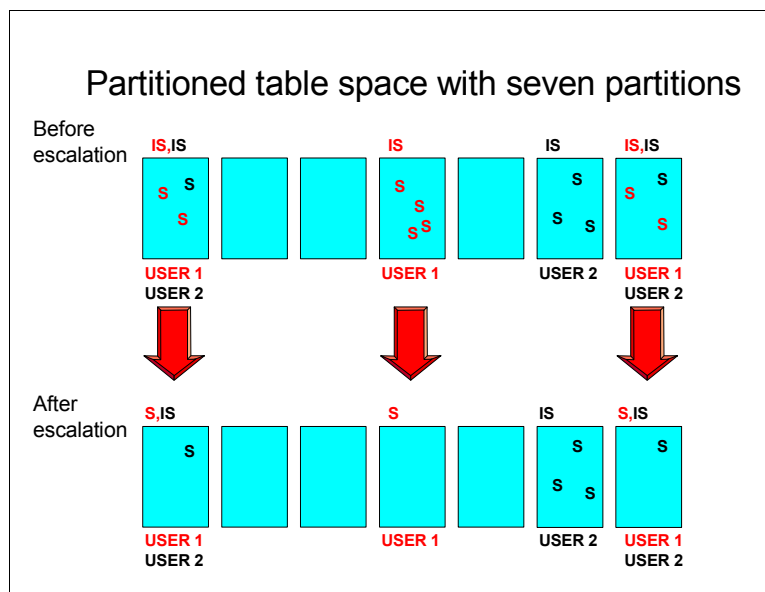 Partitioned table space with seven partitions
Before
escalation
IS,IS
IS
IS
IS,IS
S
S
S
S
S
S
S
S
S
S
S
S
S
USER 1
USER 2
USER 1
USER 2
USER 1
USER 2
After
escalation
S,IS
S
IS
S,IS
S
S
S
S
S
USER 1
USER 2
USER 1
USER 2
USER 1
USER 2